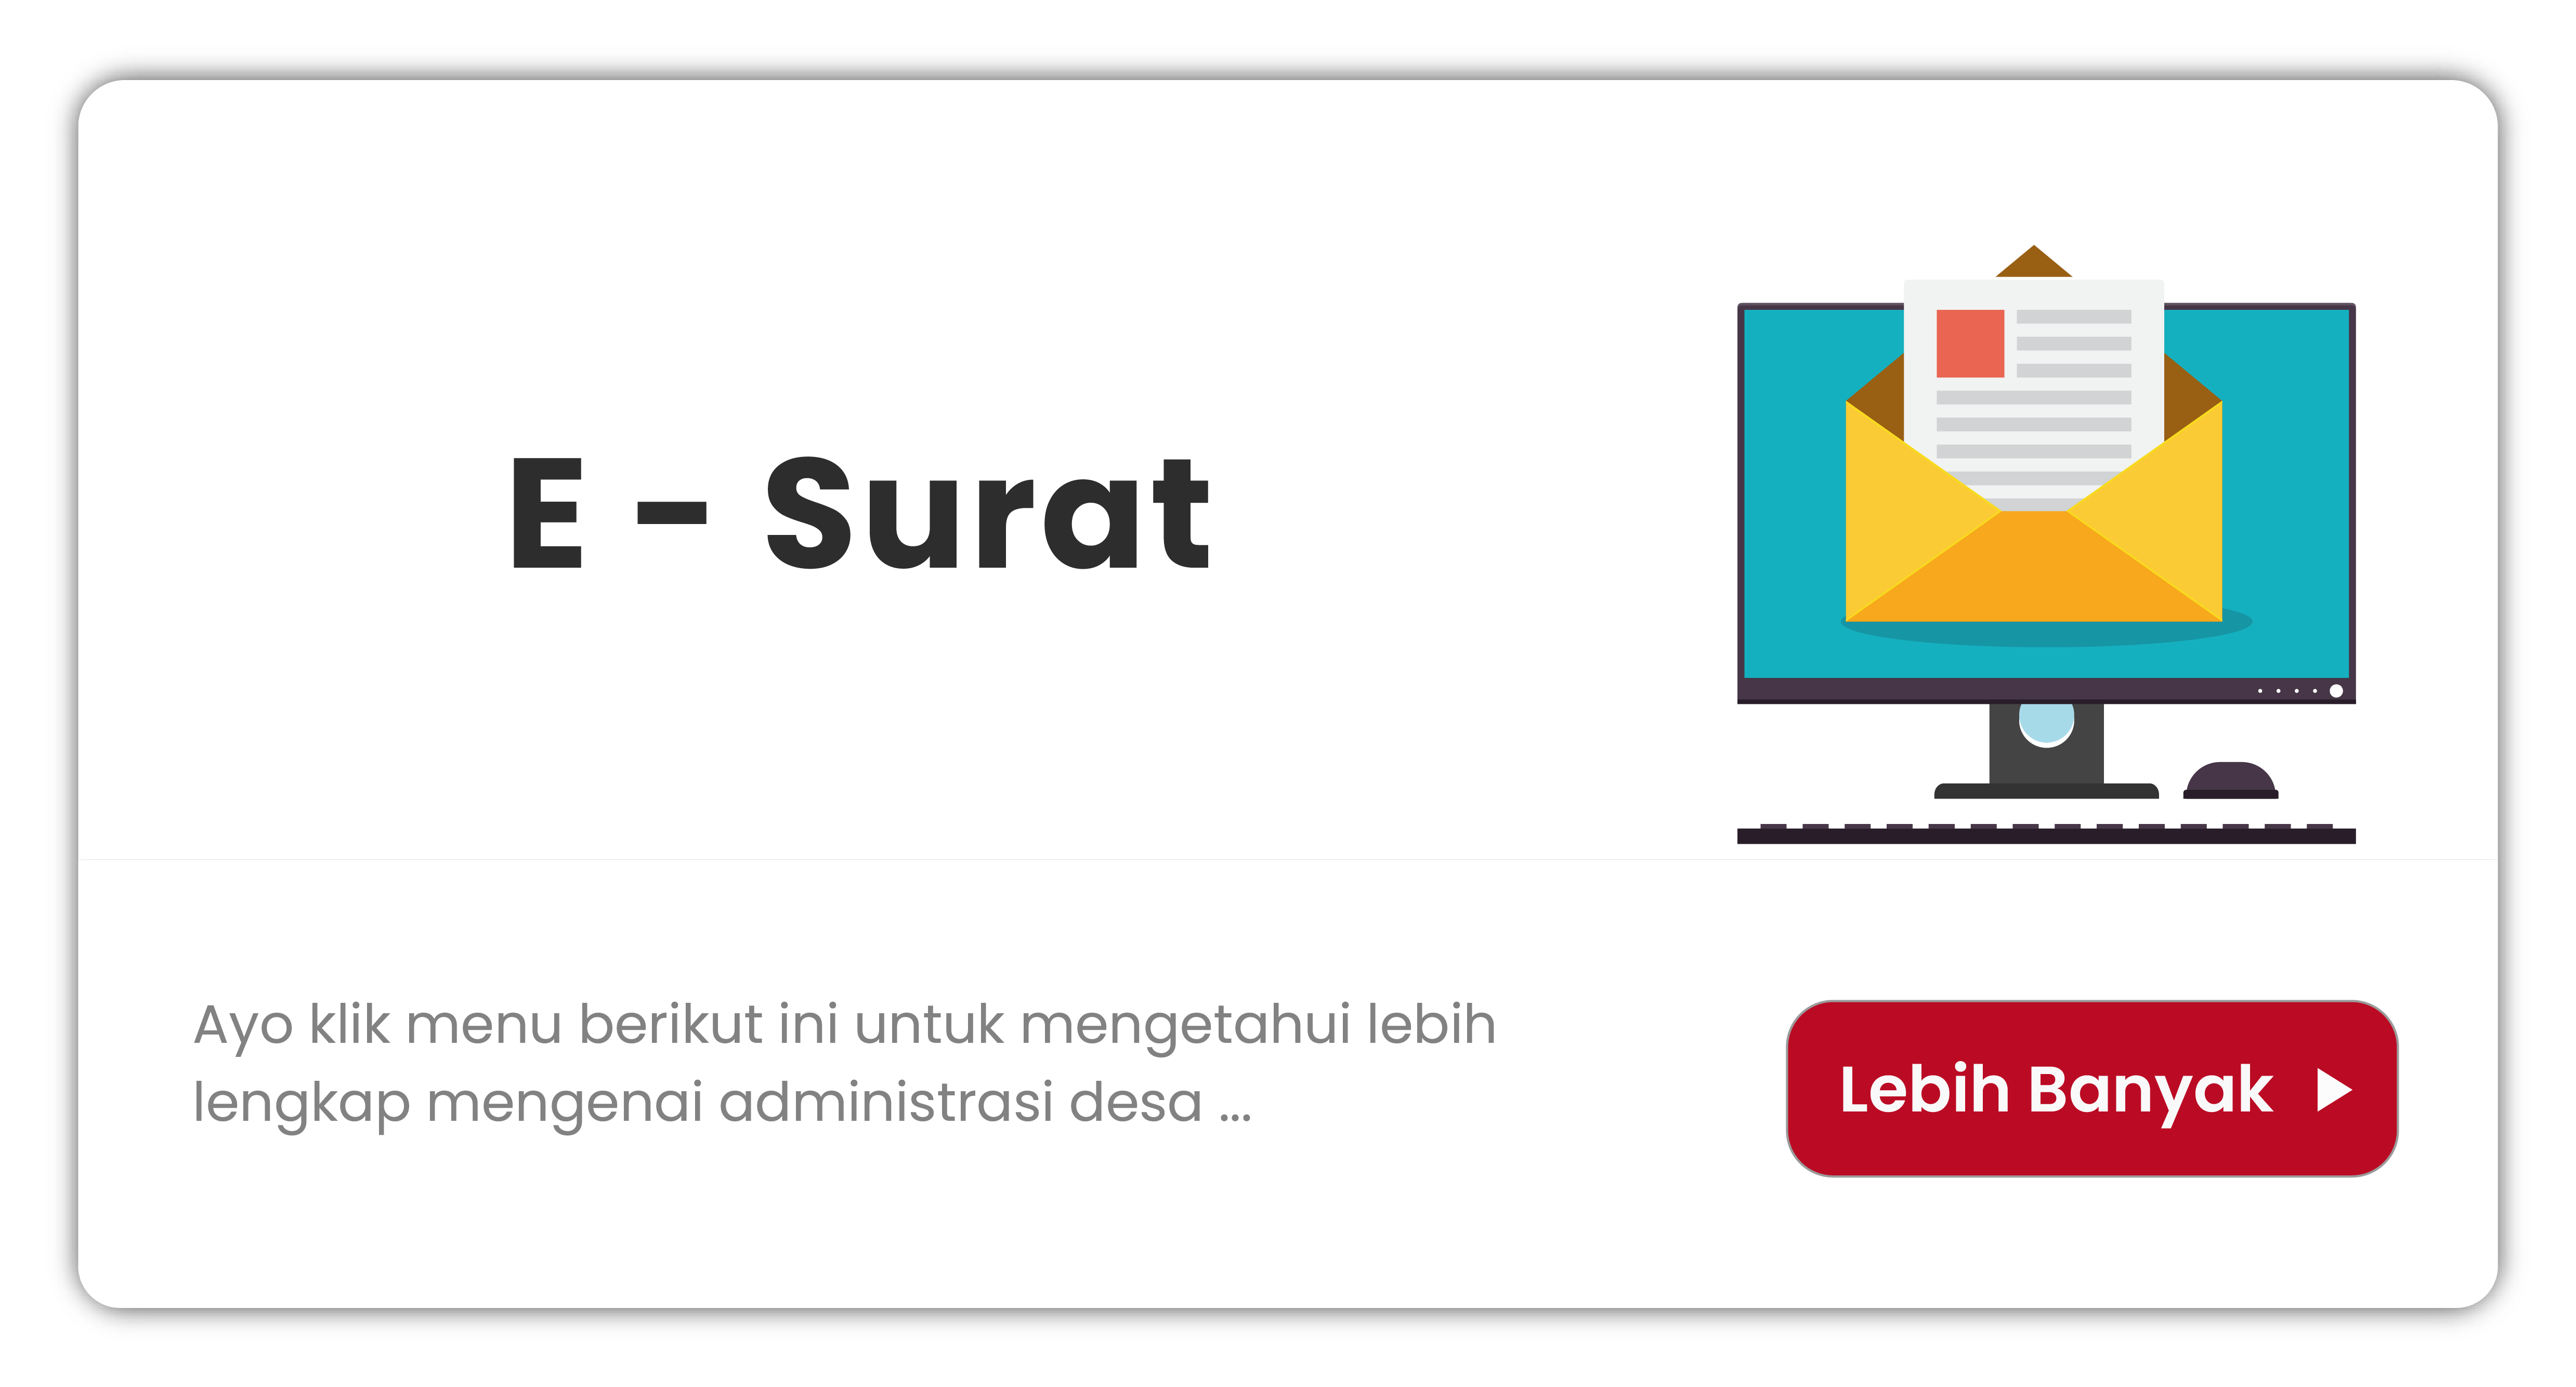 E - Surat
Ayo klik menu berikut ini untuk mengetahui lebih
lengkap mengenai administrasi desa ...
Lebih Banyak